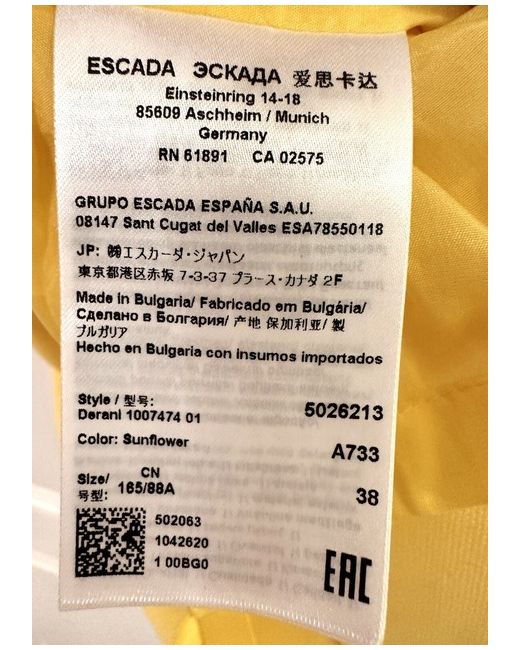 ESCADA ЭСКАДА 爱思卡达
Einsteinring 14-18
85609 Aschheim / Munich
Germany
RN 61891 CA 02575
GRUPO ESCADA ESPAÑA S.A.U.
08147 Sant Cugat del Valles ESA78550118
JP: ㈱エスカーダ・ジャパン
東京都港区赤坂 7-3-37 プラース・カナダ 2F
Made in Bulgaria/ Fabricado em Bulgária/
Сделано в Болгария/ 产地 保加利亚/ 製
ブルガリア
Hecho en Bulgaria con insumos importados
Style / 型号:
Derani 1007474 01 5026213
Color: Sunflower A733
Size/ CN
号型: 165/88A 38
502063
1042620
1 00BG0
EAC